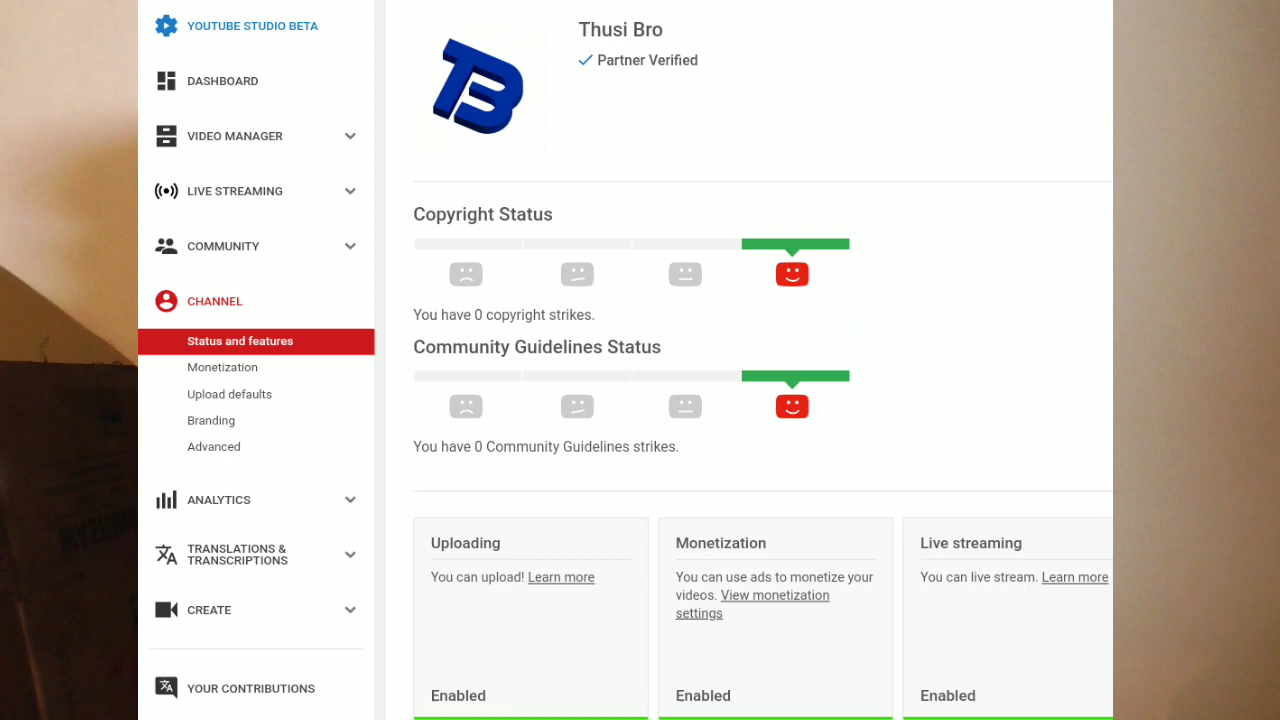 YOUTUBE STUDIO BETA
DASHBOARD
VIDEO MANAGER
LIVE STREAMING
COMMUNITY
CHANNEL
Status and features
Monetization
Upload defaults
Branding
Advanced
ANALYTICS
TRANSLATIONS &
TRANSCRIPTIONS
CREATE
YOUR CONTRIBUTIONS
TB
Thusi Bro
Partner Verified
Copyright Status
You have 0 copyright strikes.
Community Guidelines Status
You have 0 Community Guidelines strikes.
Uploading
You can upload! Learn more
Enabled
Monetization
You can use ads to monetize your
videos. View monetization
settings
Enabled
Live streaming
You can live stream. Learn more
Enabled